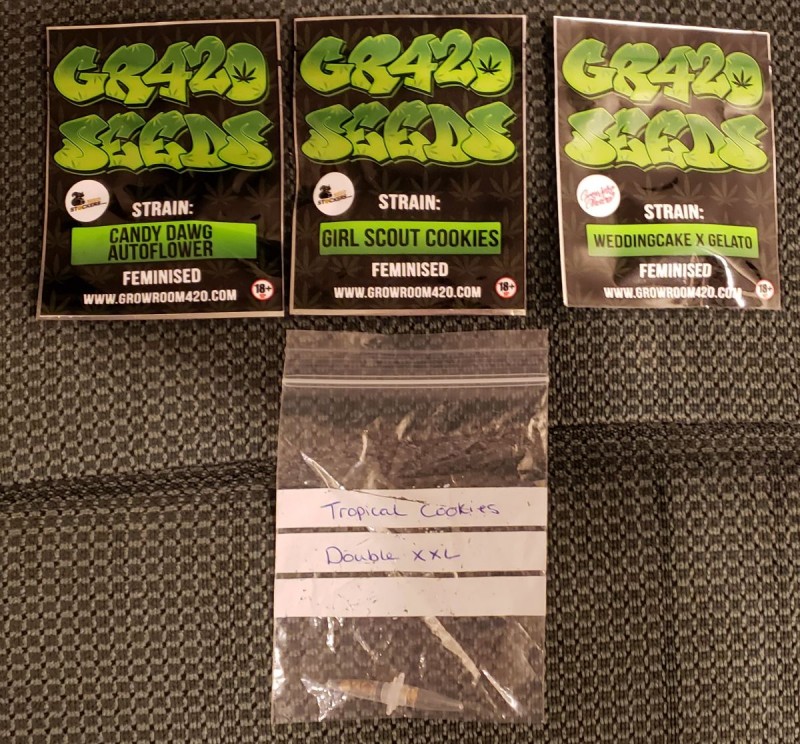 GR420
SEEDS
STRAIN:
CANDY DAWG
AUTOFLOWER
FEMINISED
WWW.GROWROOM420.COM
18+
GR420
SEEDS
STRAIN:
GIRL SCOUT COOKIES
FEMINISED
WWW.GROWROOM420.COM
18+
GR420
SEEDS
STRAIN:
WEDDINGCAKE X GELATO
FEMINISED
WWW.GROWROOM420.COM
18+
Tropical Cookies
Double XXL